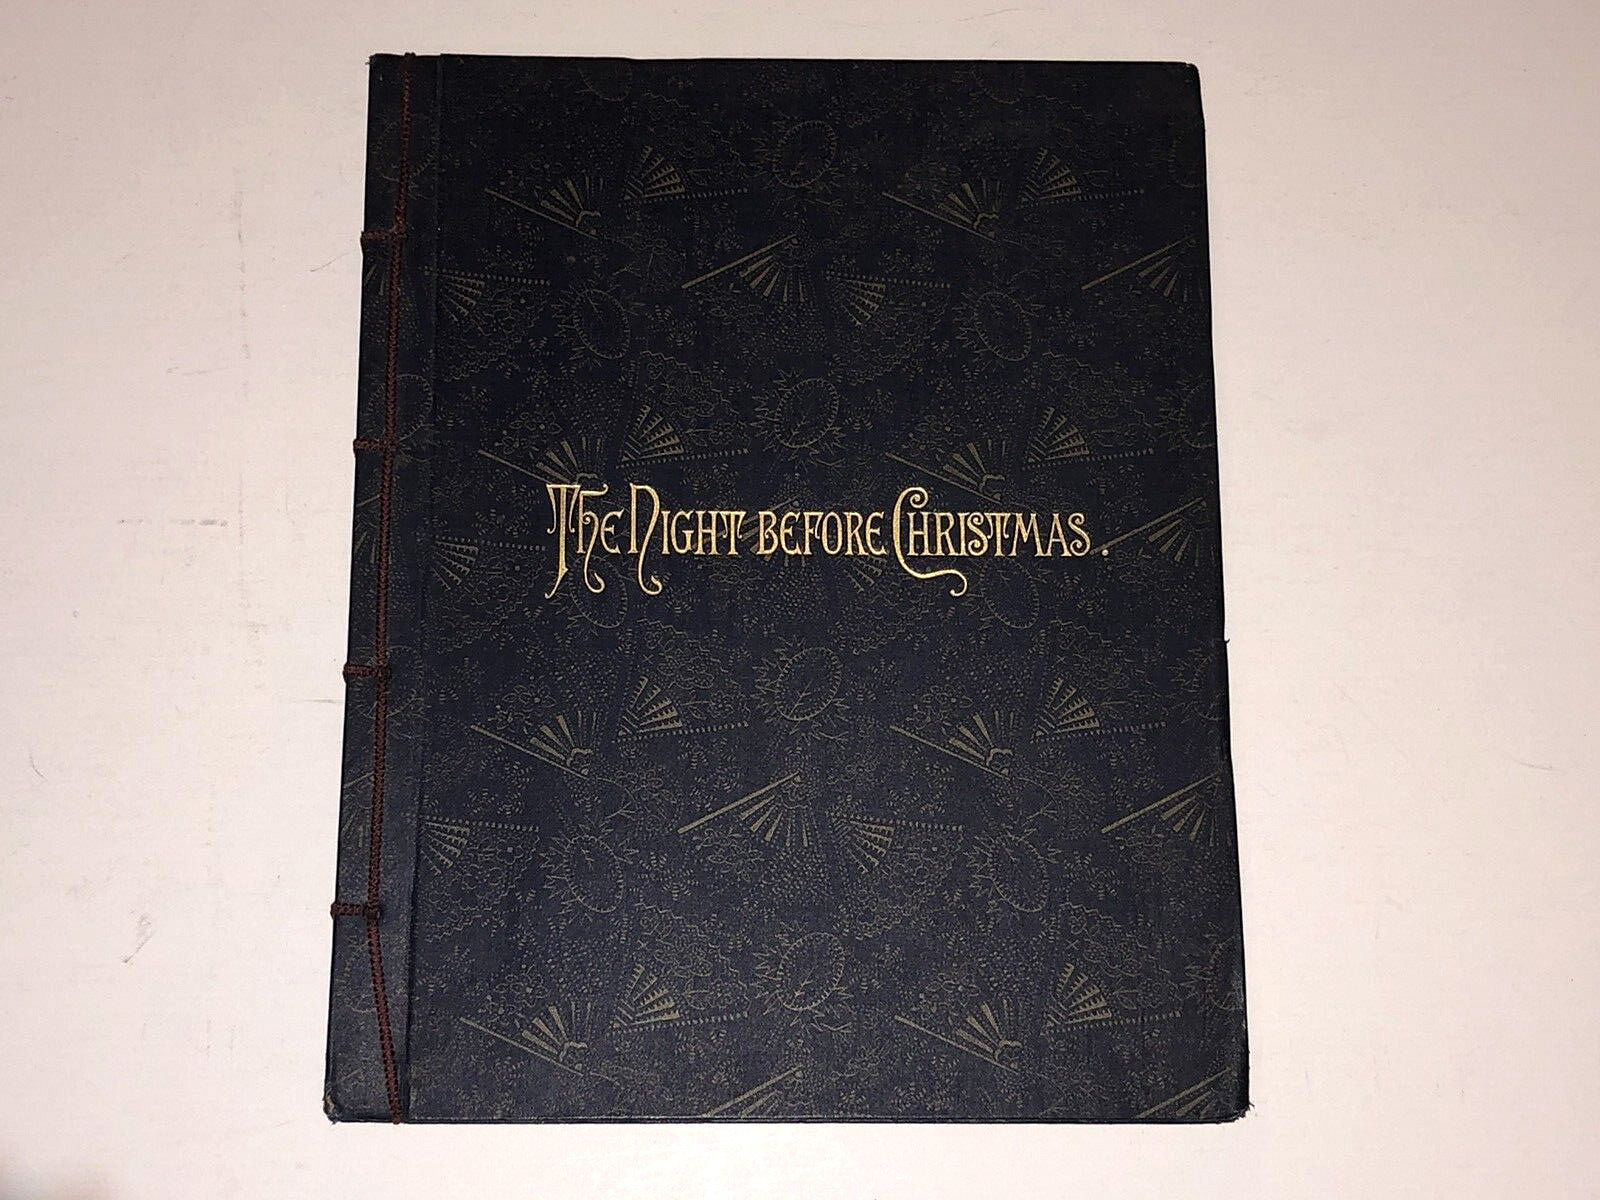 The Night before Christmas.